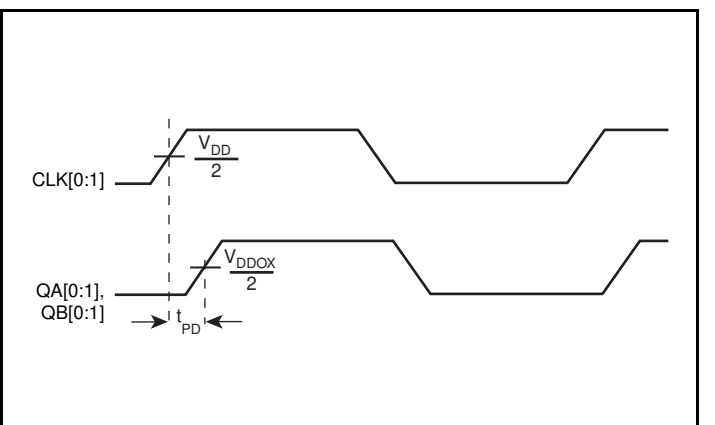 V_DD
2
CLK[0:1]
V_DDOX
2
QA[0:1],
QB[0:1]
t_PD